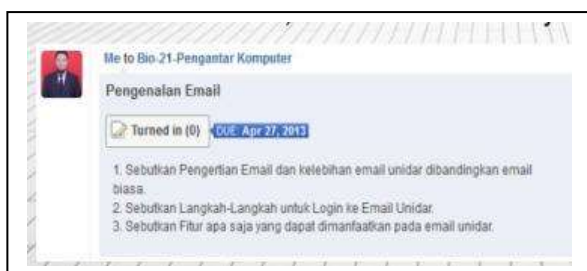 Me to Bio-21-Pengantar Komputer
Pengenalan Email
Turned in (0) DUE: Apr 27, 2013
1. Sebutkan Pengertian Email dan kelebihan email unidar dibandingkan email
biasa.
2. Sebutkan Langkah-Langkah untuk Login ke Email Unidar.
3. Sebutkan Fitur apa saja yang dapat dimanfaatkan pada email unidar.